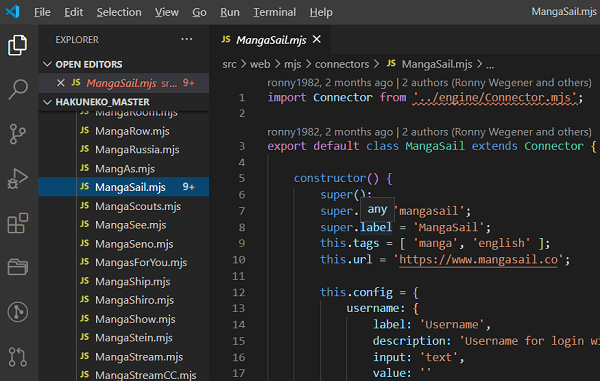 File Edit Selection View Go Run Terminal Help MangaSail.mjs
EXPLORER ...
OPEN EDITORS
JS MangaSail.mjs sr... 9+
HAKUNEKO_MASTER
MangaRoom.mjs
JS MangaRow.mjs
JS MangaRussia.mjs
JS MangAs.mjs
JS MangaSail.mjs 9+
JS MangaScouts.mjs
JS MangaSee.mjs
JS MangaSeno.mjs
JS MangasForYou.mjs
JS MangaShip.mjs
JS MangaShiro.mjs
JS MangaShow.mjs
JS MangaStein.mjs
JS MangaStream.mjs
JS MangaStreamCC.mjs
JS MangaSail.mjs
src > web > mjs > connectors > JS MangaSail.mjs > ...
ronny1982, 2 months ago | 2 authors (Ronny Wegener and others)
1 import Connector from '../engine/Connector.mjs';
2
ronny1982, 2 months ago | 2 authors (Ronny Wegener and others)
3 export default class MangaSail extends Connector {
4
5 constructor() {
6 super();
7 super. 'mangasail';
any
8 super.label = 'MangaSail';
9 this.tags = [ 'manga', 'english' ];
10 this.url = 'https://www.mangasail.co';
11
12 this.config = {
13 username: {
14 label: 'Username',
15 description: 'Username for login wi
16 input: 'text',
17 value: ''